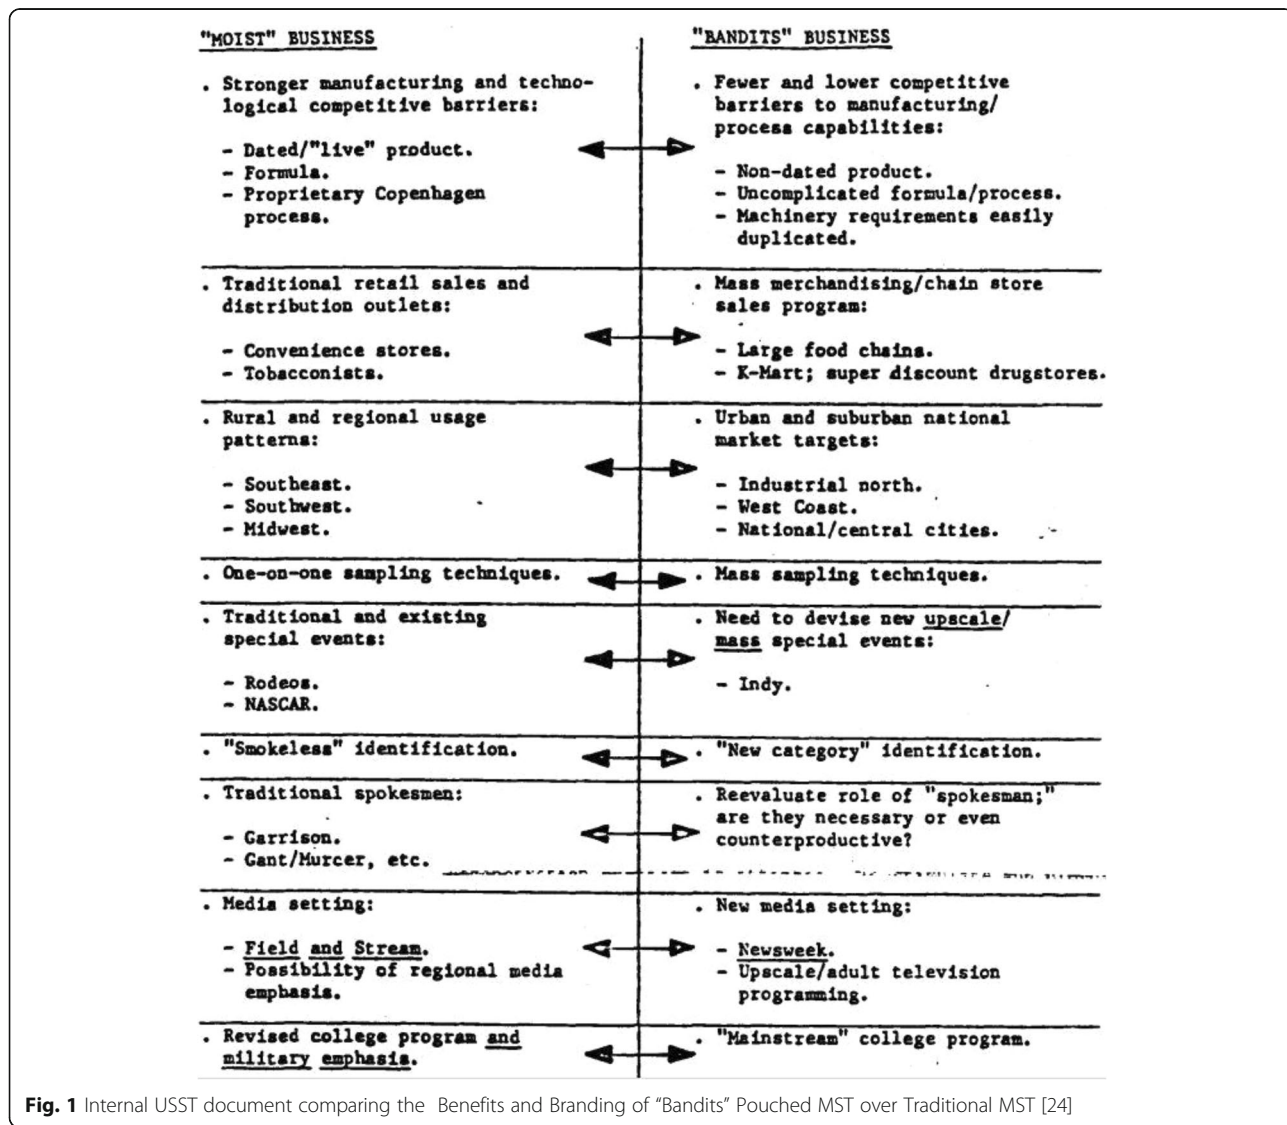 "MOIST" BUSINESS
"BANDITS" BUSINESS
. Stronger manufacturing and techno-
logical competitive barriers:
- Dated/"live" product.
- Formula.
- Proprietary Copenhagen
process.
. Fewer and lower competitive
barriers to manufacturing/
process capabilities:
- Non-dated product.
- Uncomplicated formula/process.
- Machinery requirements easily
duplicated.
. Traditional retail sales and
distribution outlets:
- Convenience stores.
- Tobacconists.
. Mass merchandising/chain store
sales program:
- Large food chains.
- K-Mart; super discount drugstores.
. Rural and regional usage
patterns:
- Southeast.
- Southwest.
- Midwest.
. Urban and suburban national
market targets:
- Industrial north.
- West Coast.
- National/central cities.
. One-on-one sampling techniques.
. Mass sampling techniques.
. Traditional and existing
special events:
- Rodeos.
- NASCAR.
. Need to devise new upscale/
mass special events:
- Indy.
. "Smokeless" identification.
. "New category" identification.
. Traditional spokesmen:
- Garrison.
- Gant/Murcer, etc.
. Reevaluate role of "spokesman;"
are they necessary or even
counterproductive?
. Media setting:
- Field and Stream.
- Possibility of regional media
emphasis.
. New media setting:
- Newsweek.
- Upscale/adult television
programming.
. Revised college program and
military emphasis.
. "Mainstream" college program.
Fig. 1 Internal USST document comparing the Benefits and Branding of “Bandits” Pouched MST over Traditional MST [24]